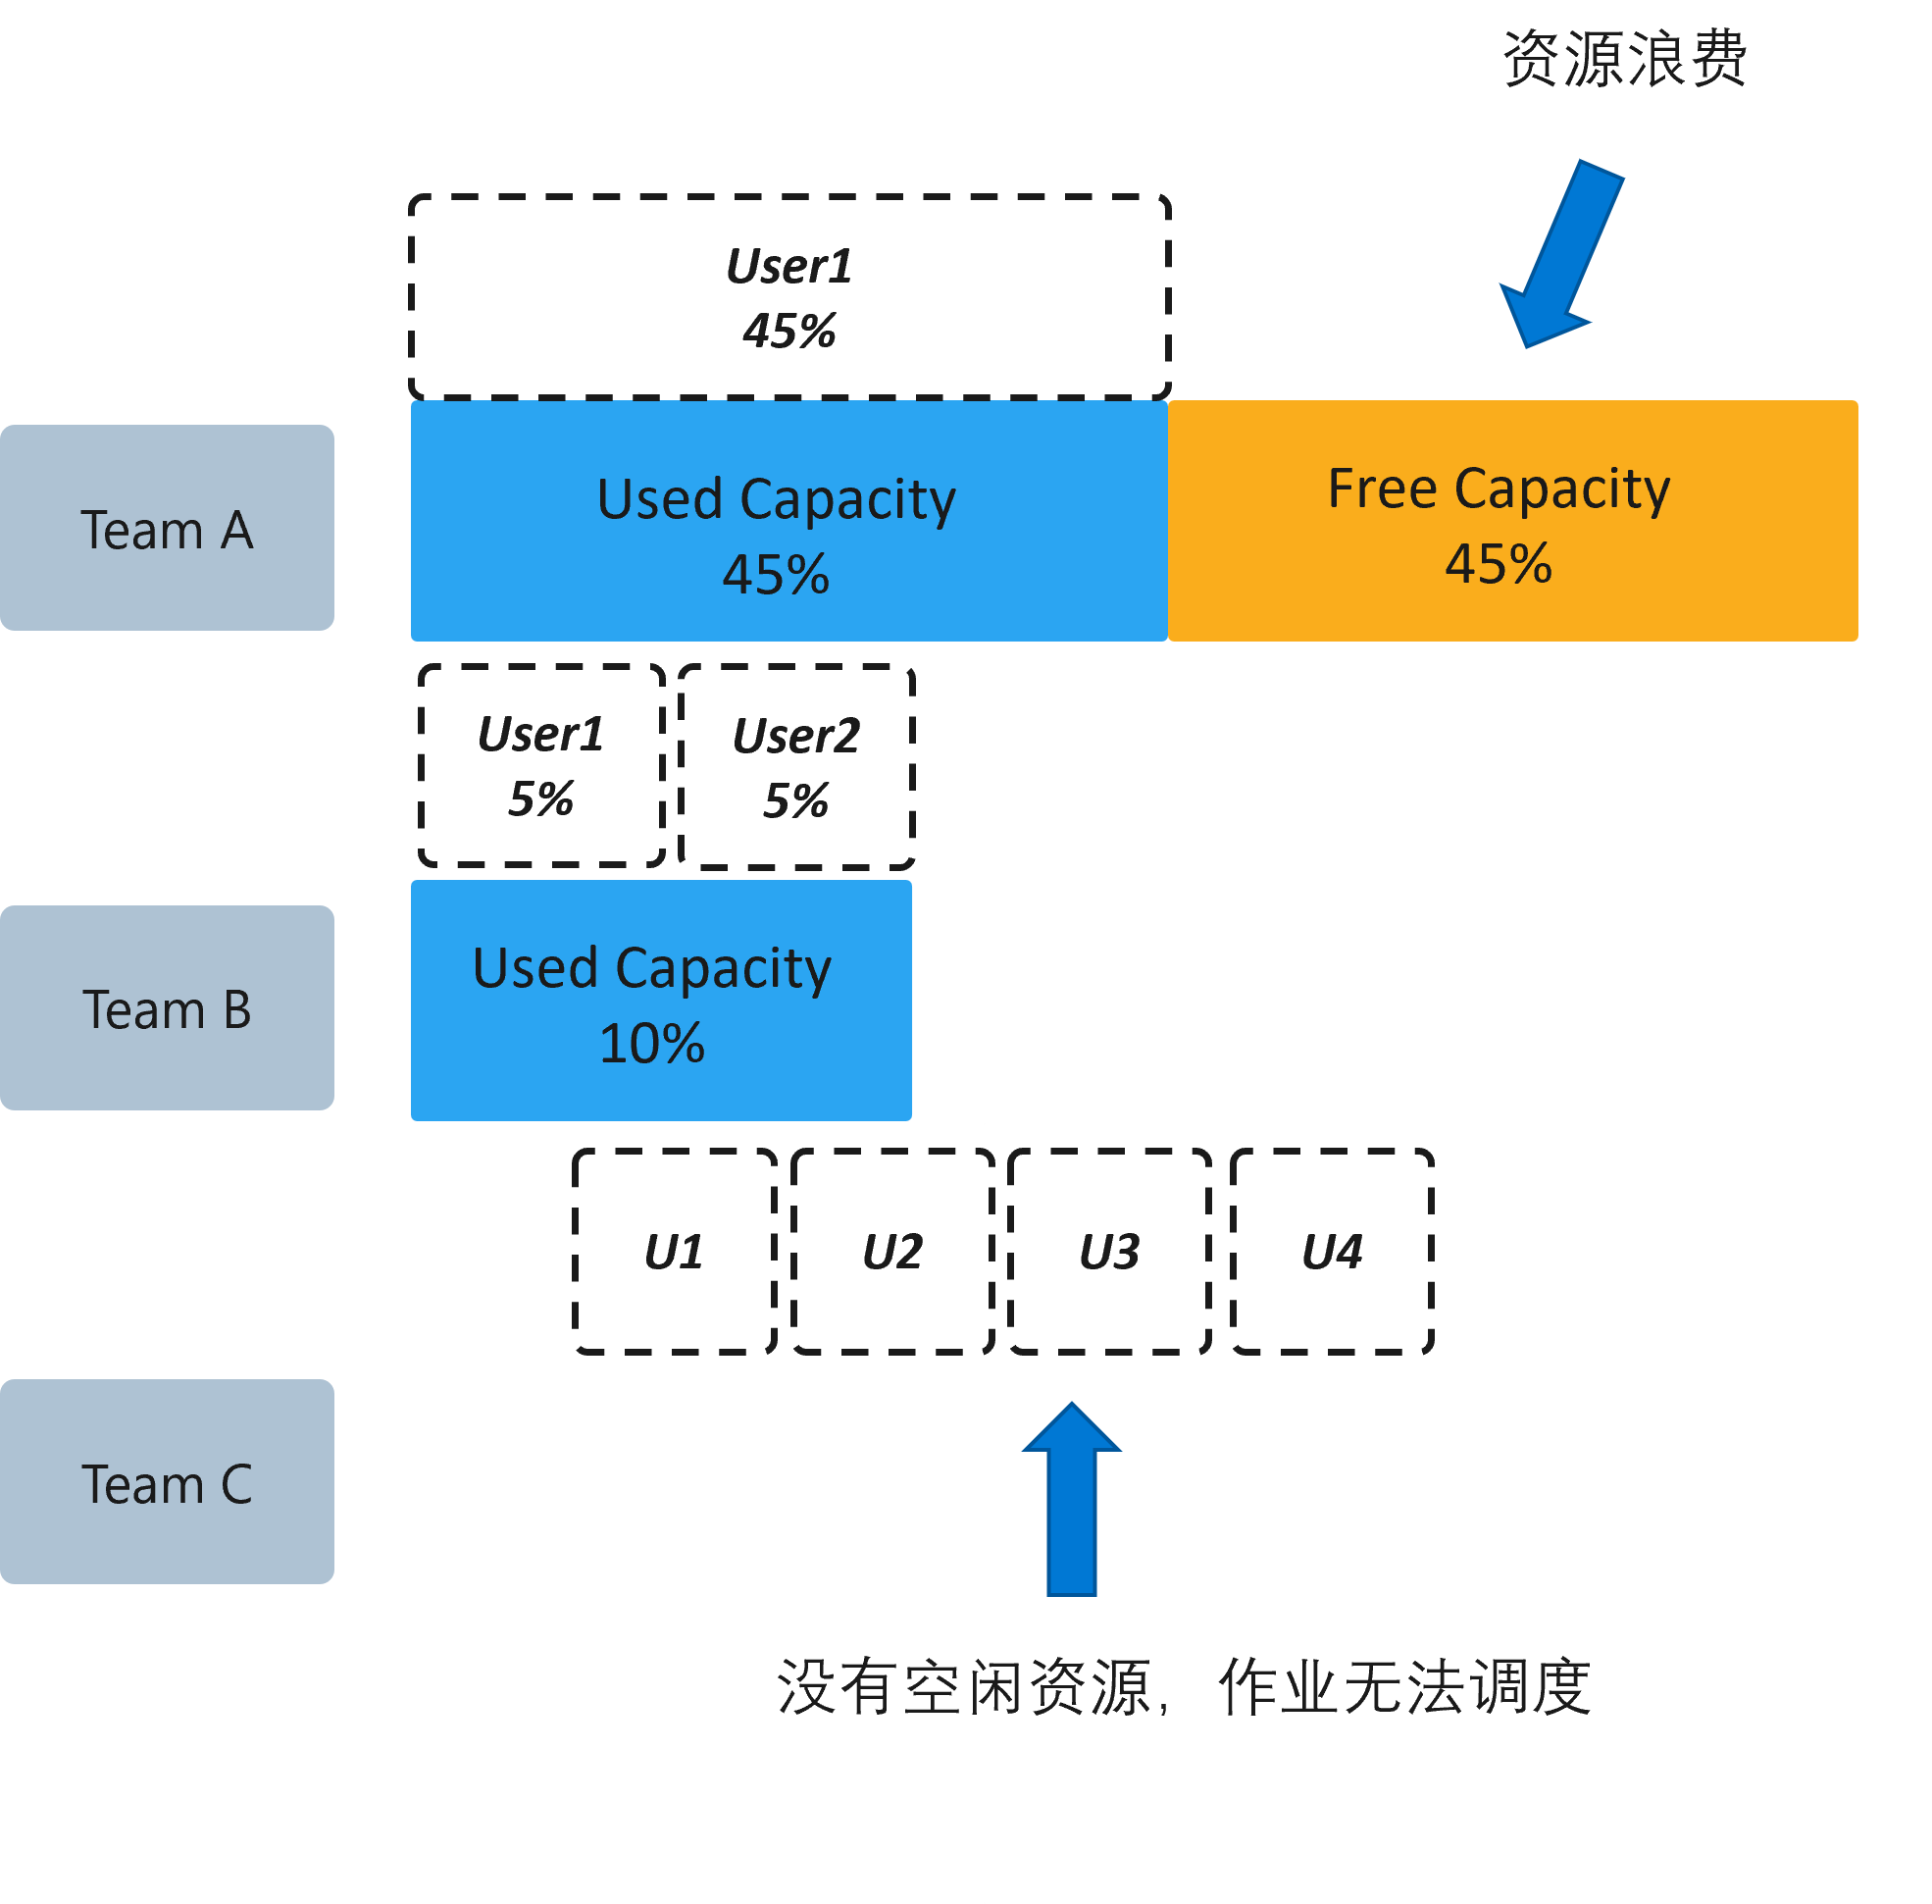 资源浪费
User1
45%
Team A
Used Capacity
45%
Free Capacity
45%
User1
5%
User2
5%
Team B
Used Capacity
10%
U1
U2
U3
U4
Team C
没有空闲资源，作业无法调度